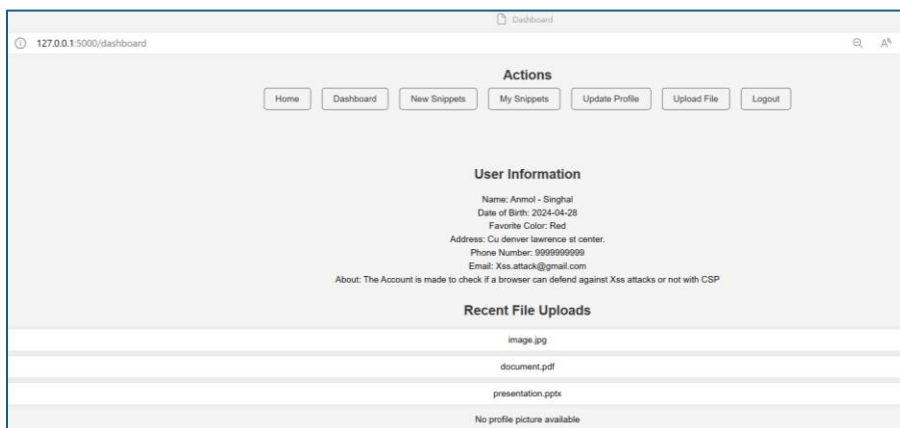 Dashboard
127.0.0.1:5000/dashboard
Actions
Home Dashboard New Snippets My Snippets Update Profile Upload File Logout
User Information
Name: Anmol - Singhal
Date of Birth: 2024-04-28
Favorite Color: Red
Address: Cu denver lawrence st center.
Phone Number: 9999999999
Email: Xss.attack@gmail.com
About: The Account is made to check if a browser can defend against Xss attacks or not with CSP
Recent File Uploads
image.jpg
document.pdf
presentation.pptx
No profile picture available